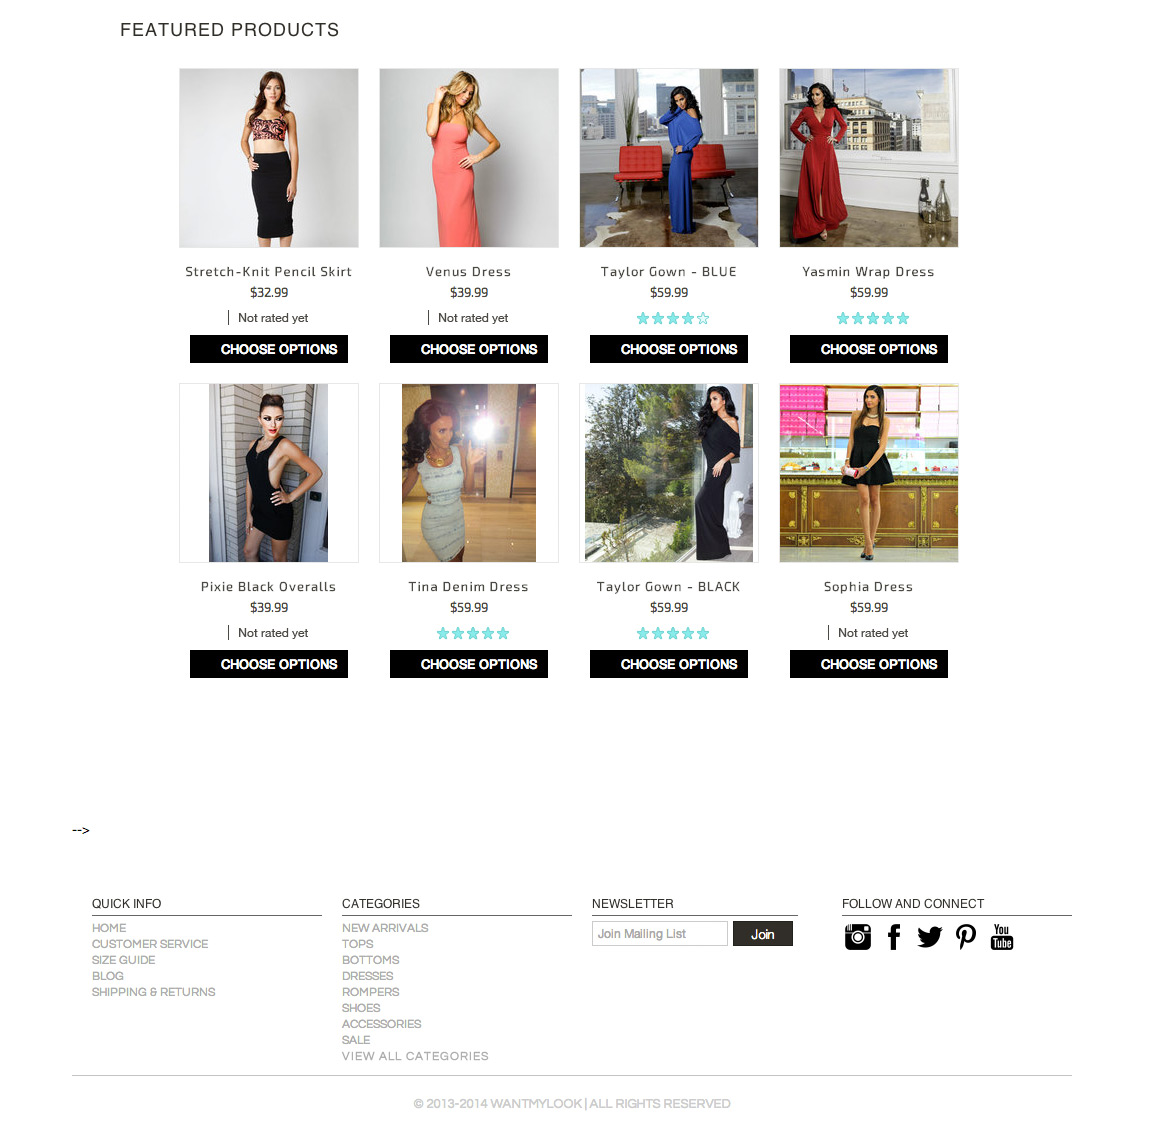 FEATURED PRODUCTS
Stretch-Knit Pencil Skirt
$32.99
Not rated yet
CHOOSE OPTIONS
Venus Dress
$39.99
Not rated yet
CHOOSE OPTIONS
Taylor Gown - BLUE
$59.99
CHOOSE OPTIONS
Yasmin Wrap Dress
$59.99
CHOOSE OPTIONS
Pixie Black Overalls
$39.99
Not rated yet
CHOOSE OPTIONS
Tina Denim Dress
$59.99
CHOOSE OPTIONS
Taylor Gown - BLACK
$59.99
CHOOSE OPTIONS
Sophia Dress
$59.99
Not rated yet
CHOOSE OPTIONS
-->
QUICK INFO
HOME
CUSTOMER SERVICE
SIZE GUIDE
BLOG
SHIPPING & RETURNS
CATEGORIES
NEW ARRIVALS
TOPS
BOTTOMS
DRESSES
ROMPERS
SHOES
ACCESSORIES
SALE
VIEW ALL CATEGORIES
NEWSLETTER
Join Mailing List
Join
FOLLOW AND CONNECT
You
Tube
© 2013-2014 WANTMYLOOK | ALL RIGHTS RESERVED